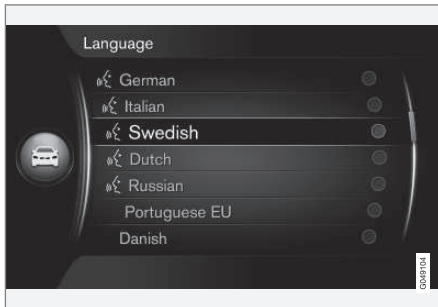 Language
German
Italian
Swedish
Dutch
Russian
Portuguese EU
Danish
G049104